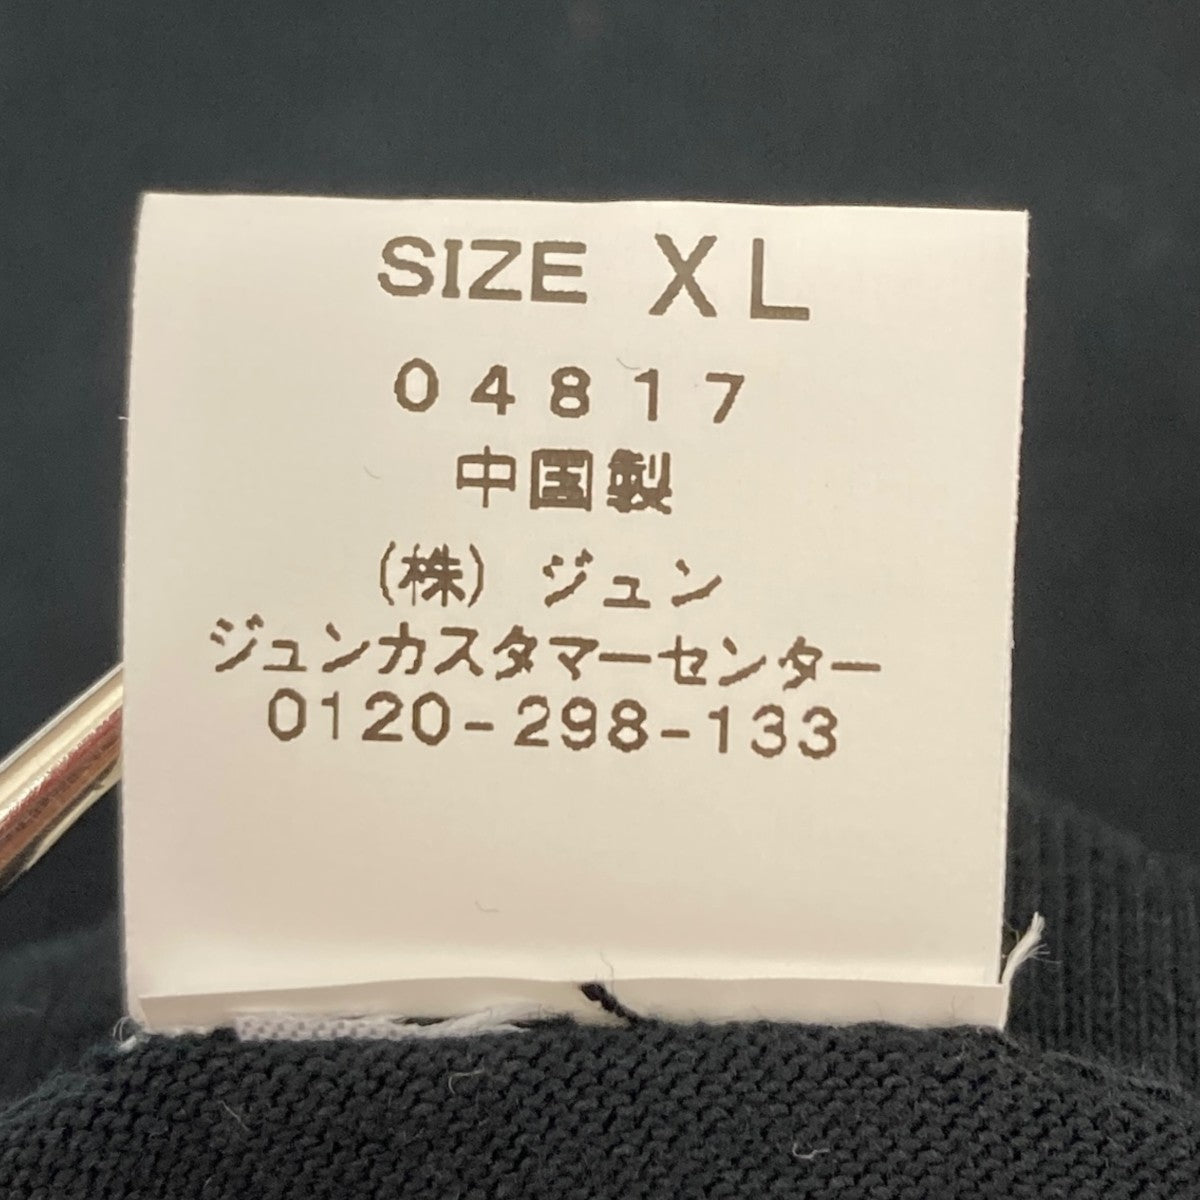 SIZE XL
04817
中国製
(株) ジュン
ジュンカスタマーセンター
0120-298-133